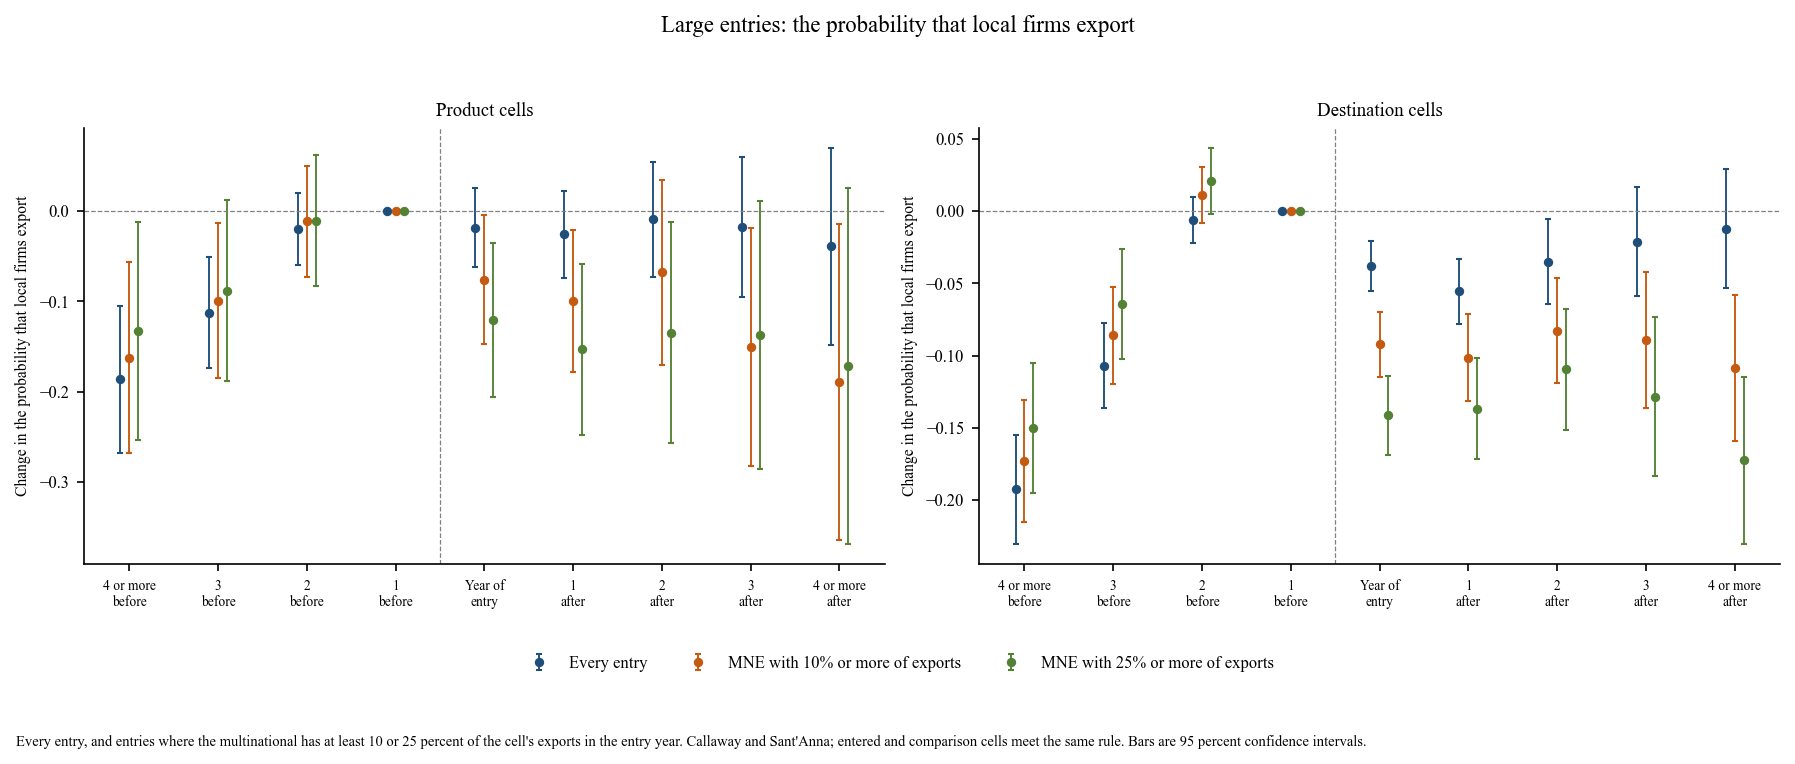 Large entries: the probability that local firms export
Product cells
Change in the probability that local firms export
0.0
−0.1
−0.2
−0.3
4 or more
before
3
before
2
before
1
before
Year of
entry
1
after
2
after
3
after
4 or more
after
Destination cells
Change in the probability that local firms export
0.05
0.00
−0.05
−0.10
−0.15
−0.20
4 or more
before
3
before
2
before
1
before
Year of
entry
1
after
2
after
3
after
4 or more
after
Every entry
MNE with 10% or more of exports
MNE with 25% or more of exports
Every entry, and entries where the multinational has at least 10 or 25 percent of the cell's exports in the entry year. Callaway and Sant'Anna; entered and comparison cells meet the same rule. Bars are 95 percent confidence intervals.